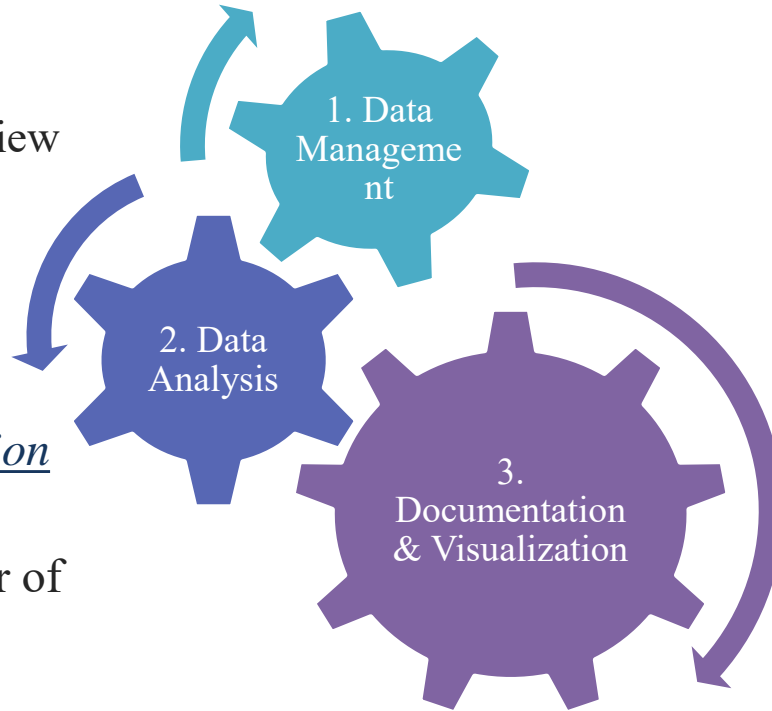 1. Data
Manageme
nt
iew
2. Data
Analysis
ion
3.
Documentation
& Visualization
r of